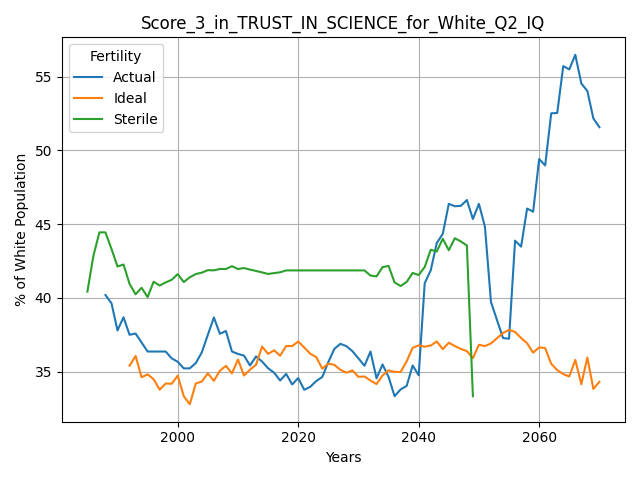 Score_3_in_TRUST_IN_SCIENCE_for_White_Q2_IQ
Fertility
Actual
Ideal
Sterile
% of White Population
55
50
45
40
35
2000
2020
2040
2060
Years